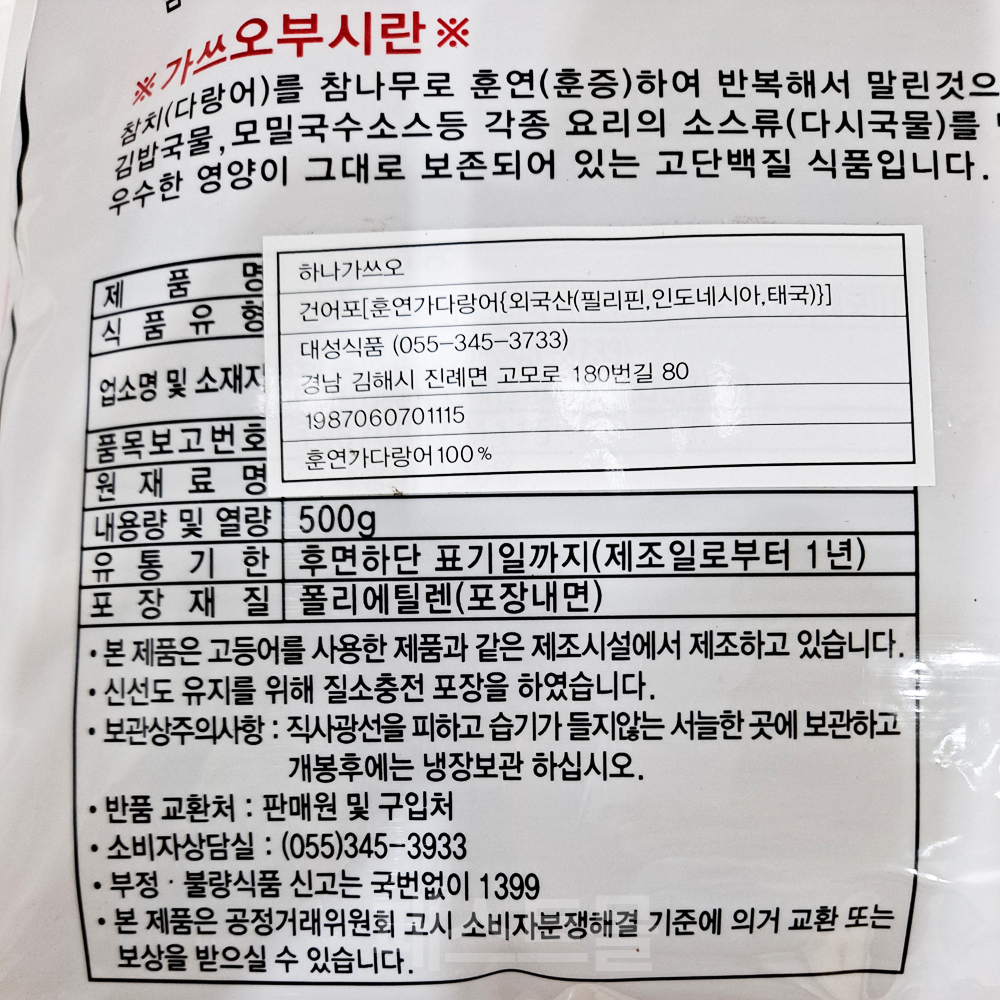 ※가쓰오부시란※
참치(다랑어)를 참나무로 훈연(훈증)하여 반복해서 말린것으
김밥국물,모밀국수소스등 각종 요리의 소스류(다시국물)를
우수한 영양이 그대로 보존되어 있는 고단백질 식품입니다.
제품명 하나가쓰오
식품유형 건어포[훈연가다랑어{외국산(필리핀,인도네시아,태국)}]
업소명 및 소재지 대성식품 (055-345-3733)
경남 김해시 진례면 고모로 180번길 80
품목보고번호 1987060701115
원재료명 훈연가다랑어100%
내용량 및 열량 500g
유통기한 후면하단 표기일까지(제조일로부터 1년)
포장재질 폴리에틸렌(포장내면)
•본 제품은 고등어를 사용한 제품과 같은 제조시설에서 제조하고 있습니다.
•신선도 유지를 위해 질소충전 포장을 하였습니다.
•보관상주의사항 : 직사광선을 피하고 습기가 들지않는 서늘한 곳에 보관하고
개봉후에는 냉장보관 하십시오.
•반품 교환처 : 판매원 및 구입처
•소비자상담실 : (055)345-3933
•부정·불량식품 신고는 국번없이 1399
•본 제품은 공정거래위원회 고시 소비자분쟁해결 기준에 의거 교환 또는
보상을 받으실 수 있습니다.